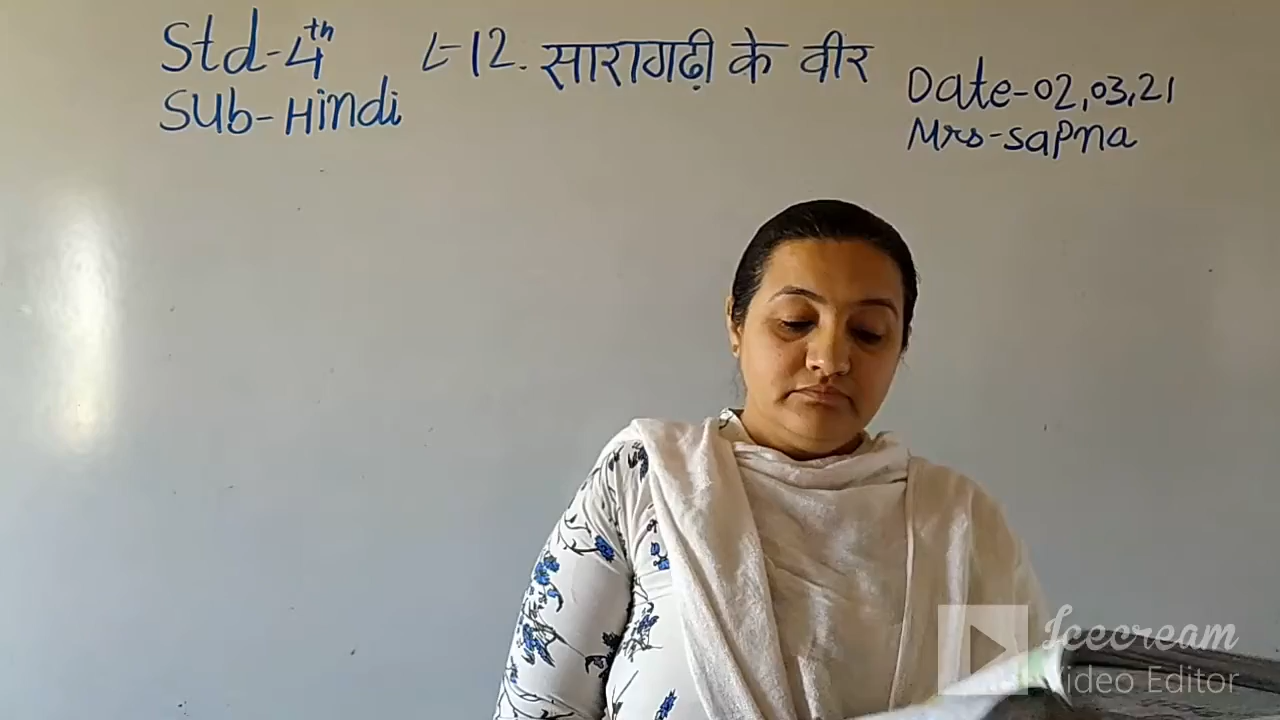 Std-4th
Sub-Hindi
L-12. सारागढ़ी के वीर
Date-02,03,21
Mrs-Sapna
Icecream
Video Editor